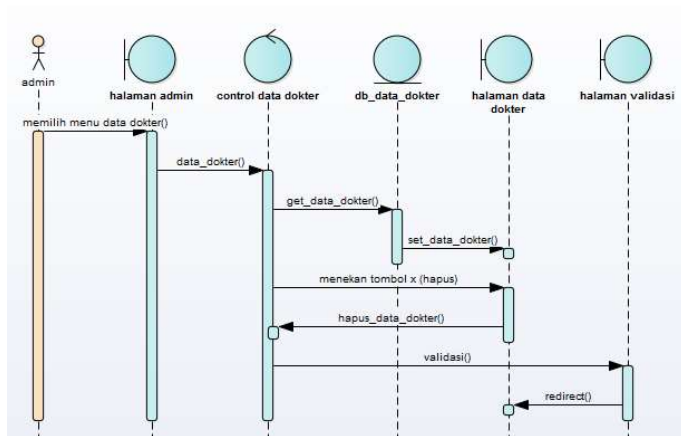 admin
halaman admin
control data dokter
db_data_dokter
halaman data
dokter
halaman validasi
memilih menu data dokter()
data_dokter()
get_data_dokter()
set_data_dokter()
menekan tombol x (hapus)
hapus_data_dokter()
validasi()
redirect()